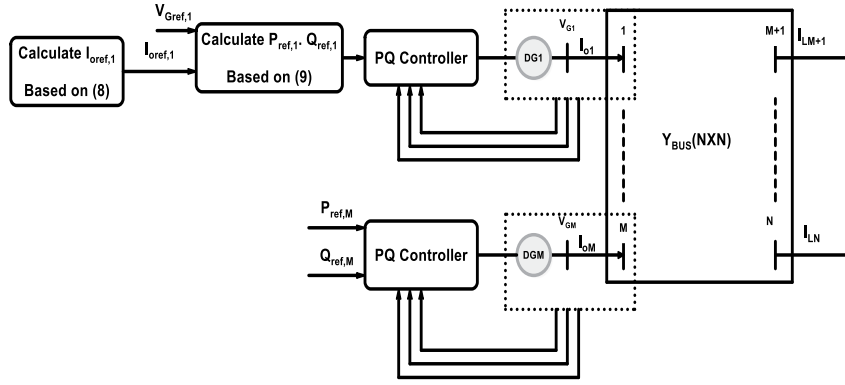 V_Gref,1
Calculate I_oref,1
Based on (8)
I_oref,1
Calculate P_ref,1. Q_ref,1
Based on (9)
PQ Controller
DG1
V_G1
I_o1
1
M+1
I_LM+1
Y_BUS(NXN)
P_ref,M
Q_ref,M
PQ Controller
DGM
V_GM
I_oM
M
N
I_LN